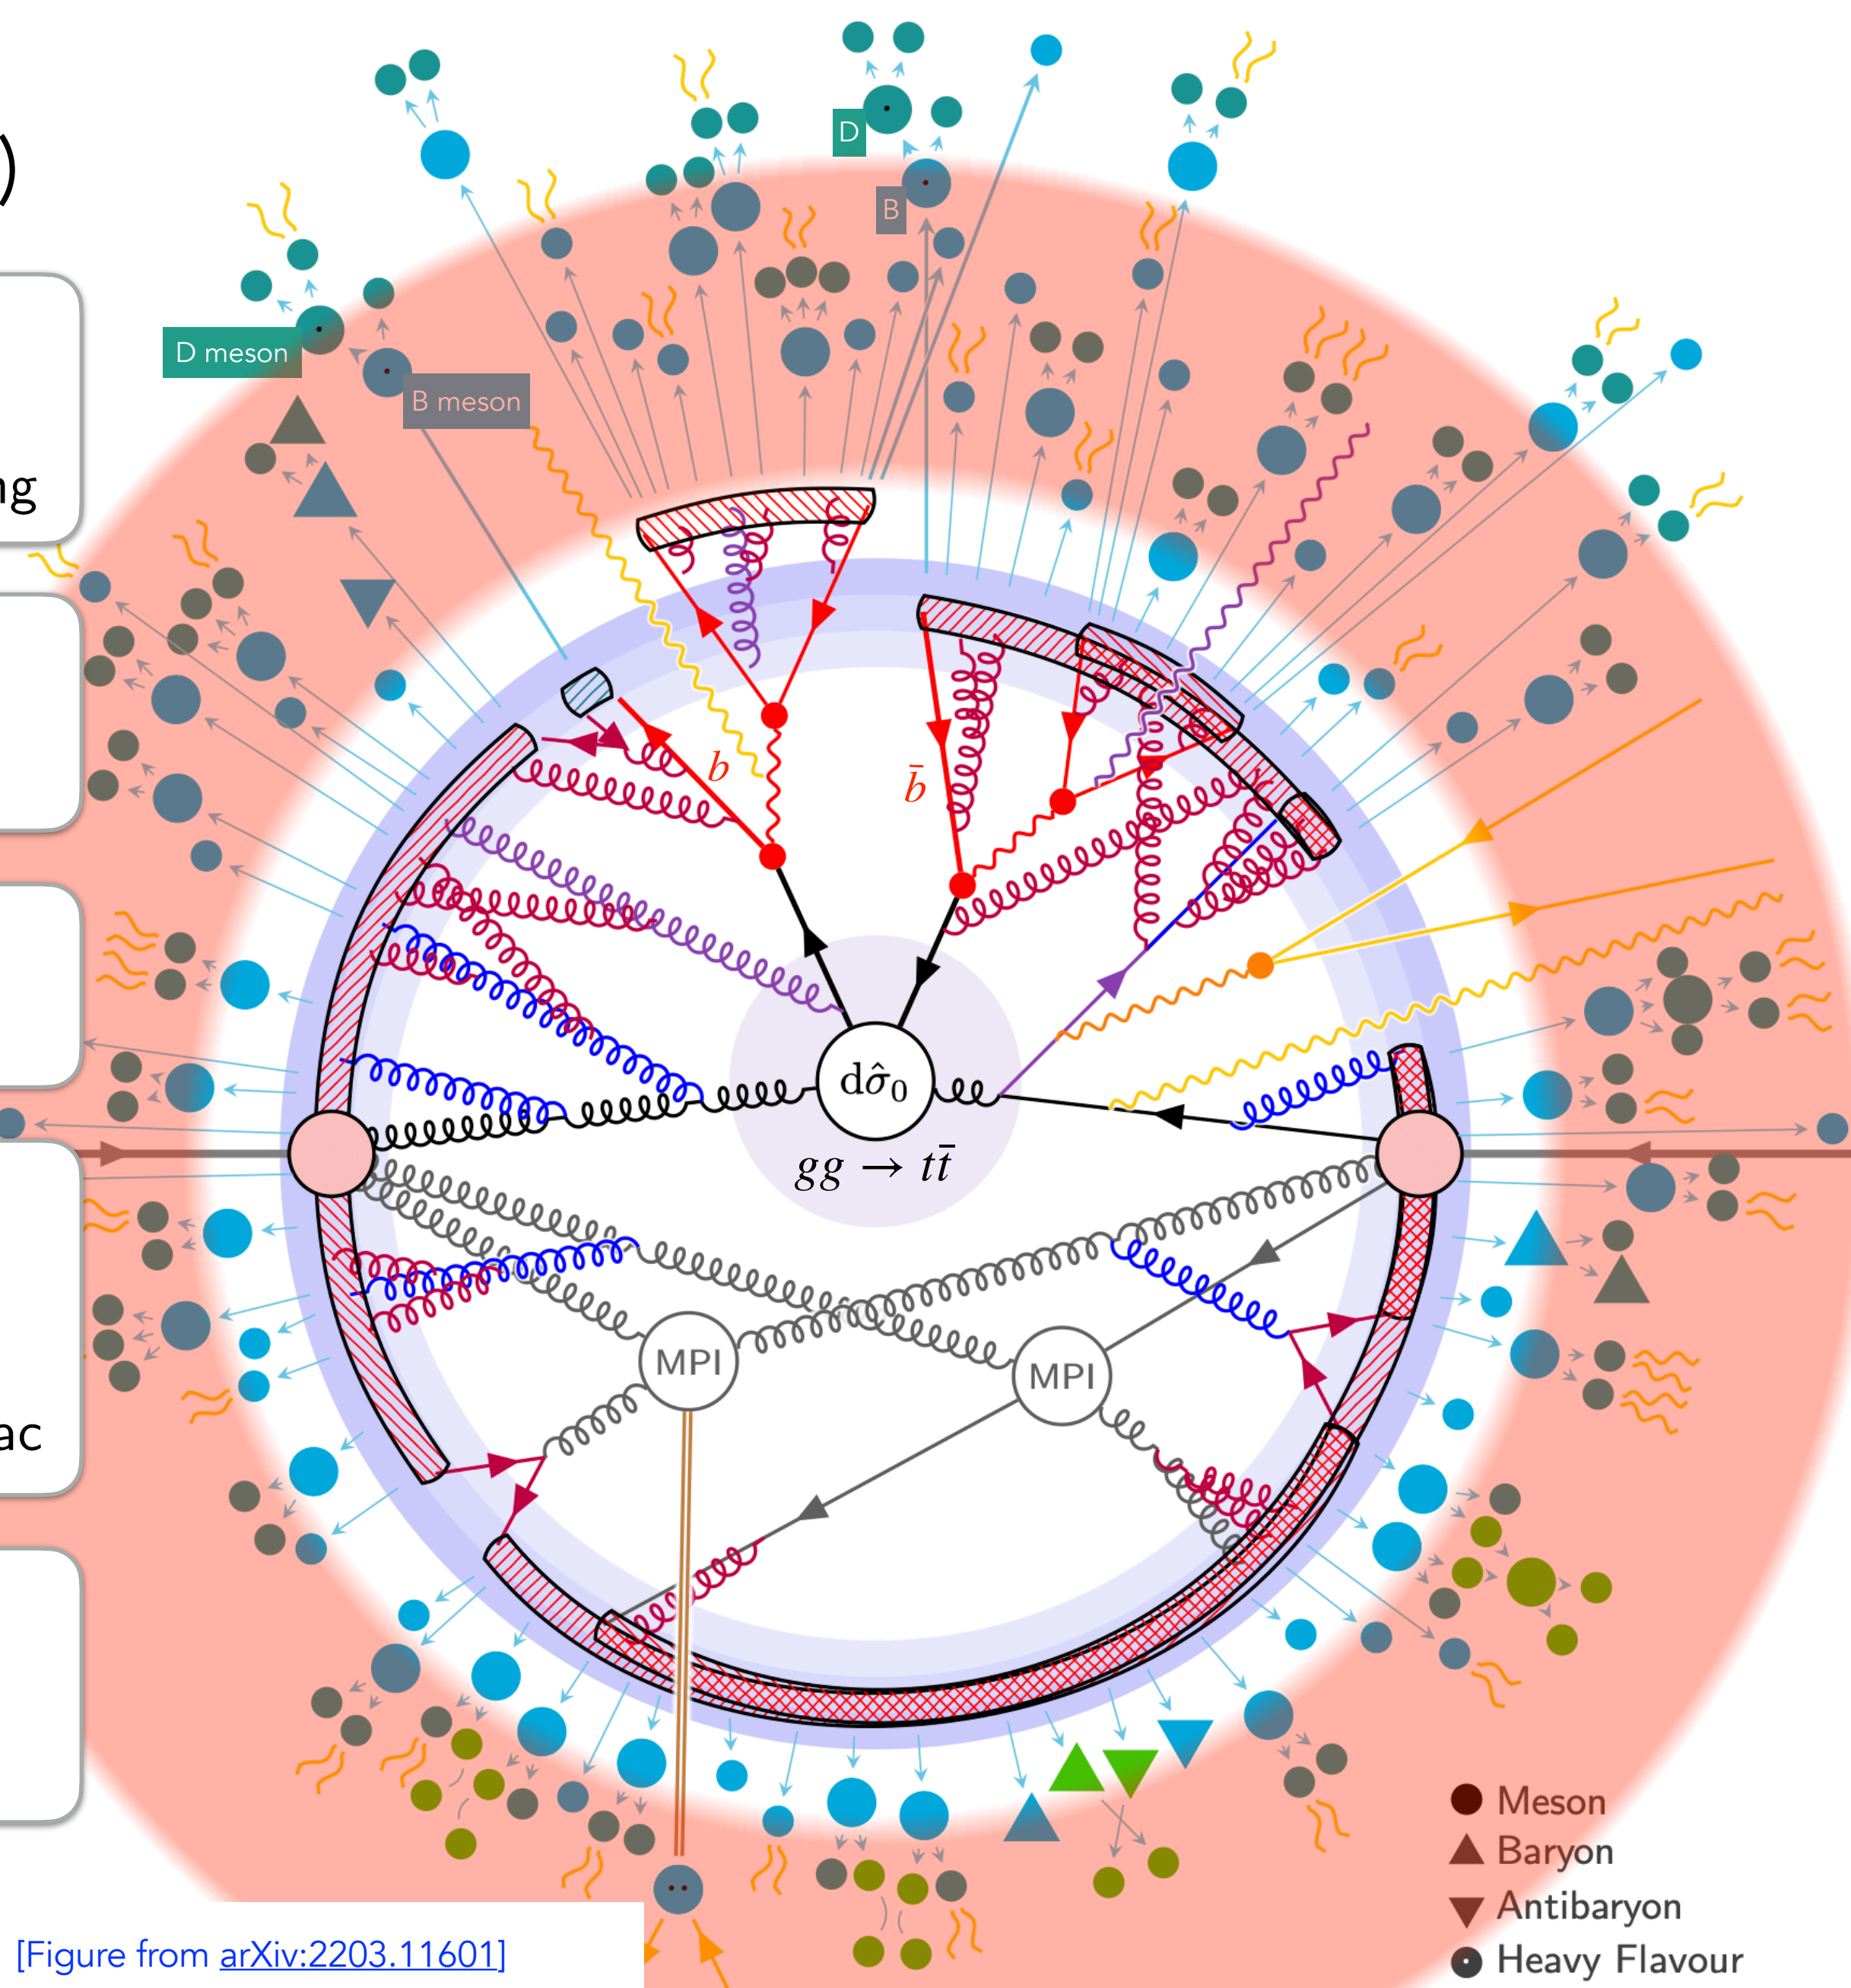 )
D
B
D meson
B meson
ng
b
b̄
dσ̂₀
gg → tt̄
MPI
MPI
ac
Meson
Baryon
Antibaryon
Heavy Flavour
[Figure from arXiv:2203.11601]